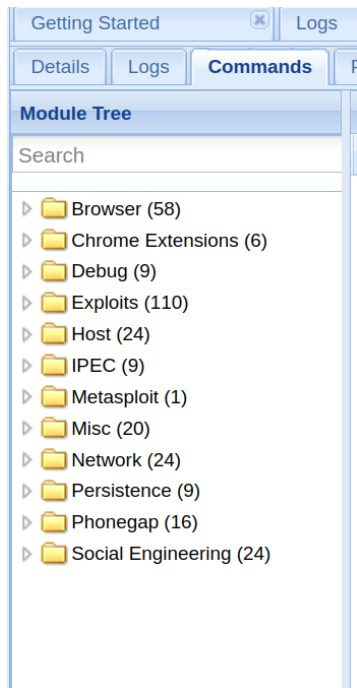 Getting Started Logs
Details Logs Commands
Module Tree
Search
Browser (58)
Chrome Extensions (6)
Debug (9)
Exploits (110)
Host (24)
IPEC (9)
Metasploit (1)
Misc (20)
Network (24)
Persistence (9)
Phonegap (16)
Social Engineering (24)